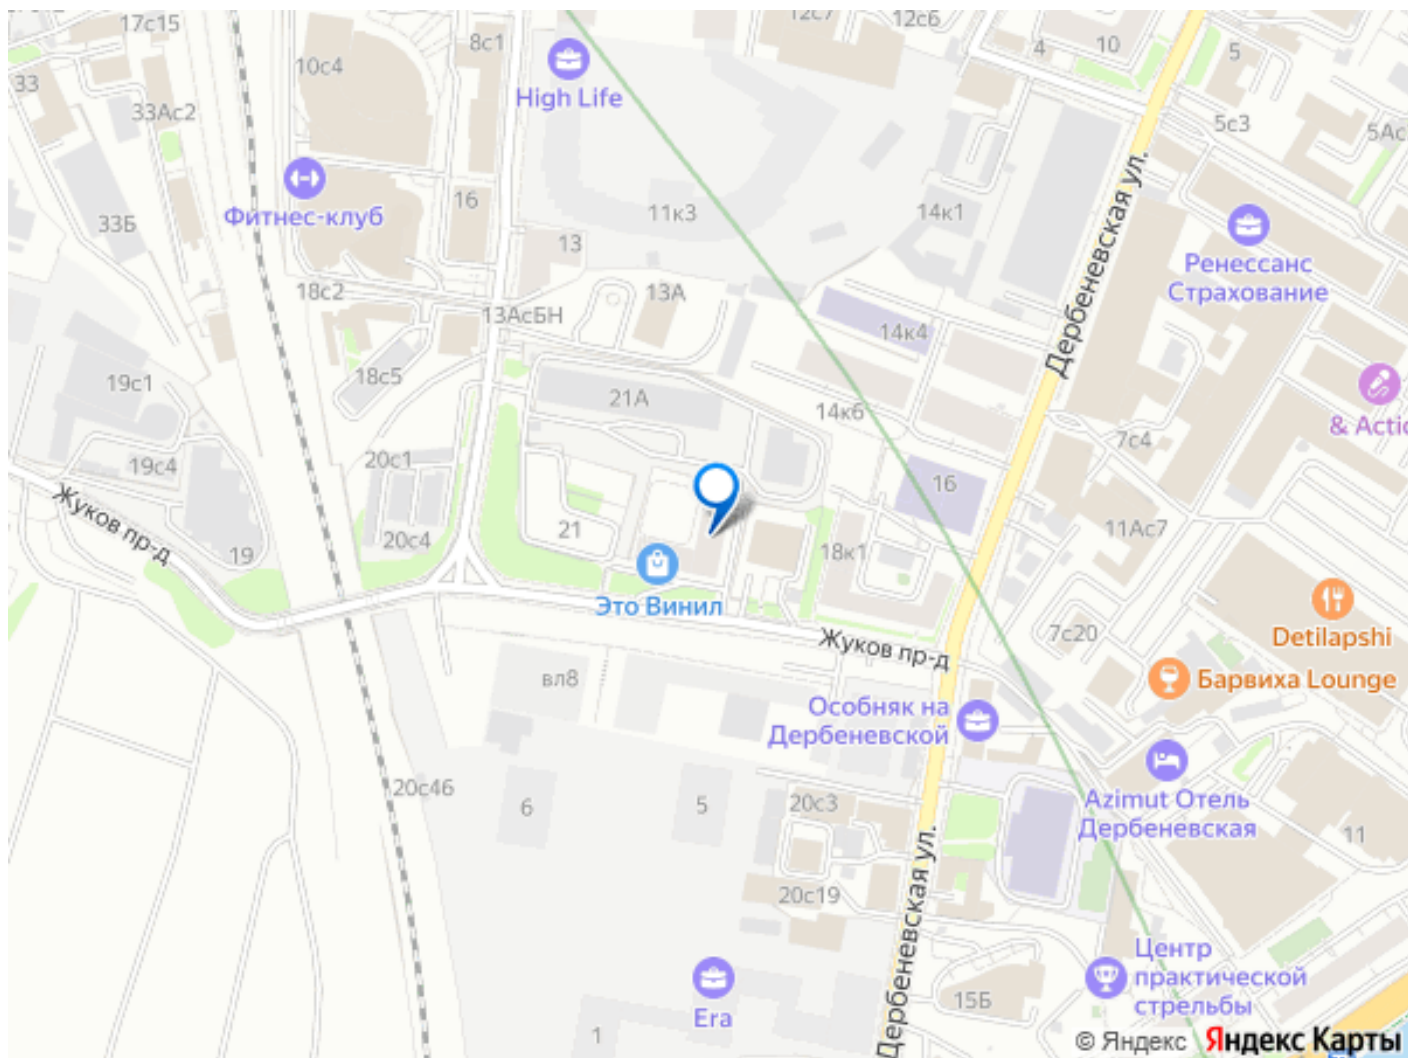 17с15
12с7
12с6
8с1
4
10
5
10с4
High Life
33
33Ас2
5с3
5Ас
Фитнес-клуб
16
33Б
11к3
14к1
Дербеневская ул.
13
Ренессанс
Страхование
18с2
13А
13АсБН
14к4
19с1
18с5
21А
14к6
& Actio
7с4
20с1
19с4
16
Жуков пр-д
19
20с4
21
18к1
11Ас7
Это Винил
Detilapshi
7с20
Жуков пр-д
вл8
Барвиха Lounge
Особняк на
Дербеневской
20с46
6
5
20с3
Azimut Отель
Дербеневская
11
Дербеневская ул.
20с19
Центр
практической
стрельбы
Era
15Б
1
© Яндекс Яндекс Карты